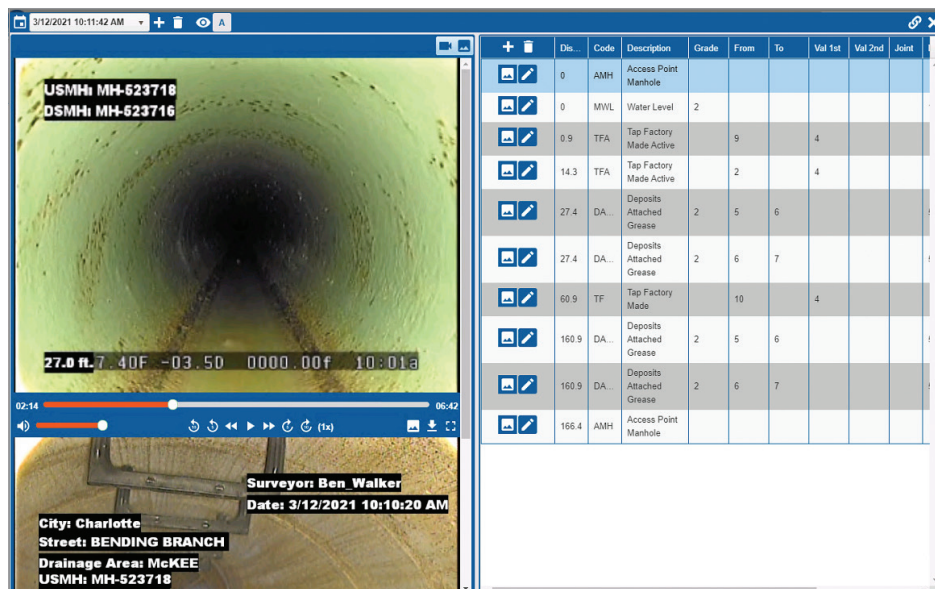 3/12/2021 10:11:42 AM
A
USMH: MH-523718
DSMH: MH-523716
27.0 ft.7.40F -03.5D 0000.00f 10:01a
02:14 06:42
(1x)
Surveyor: Ben_Walker
Date: 3/12/2021 10:10:20 AM
City: Charlotte
Street: BENDING BRANCH
Drainage Area: McKEE
USMH: MH-523718
Dis... Code Description Grade From To Val 1st Val 2nd Joint
0 AMH Access Point Manhole
0 MWL Water Level 2
0.9 TFA Tap Factory Made Active 9 4
14.3 TFA Tap Factory Made Active 2 4
27.4 DA... Deposits Attached Grease 2 5 6
27.4 DA... Deposits Attached Grease 2 6 7
60.9 TF Tap Factory Made 10 4
160.9 DA... Deposits Attached Grease 2 5 6
160.9 DA... Deposits Attached Grease 2 6 7
166.4 AMH Access Point Manhole